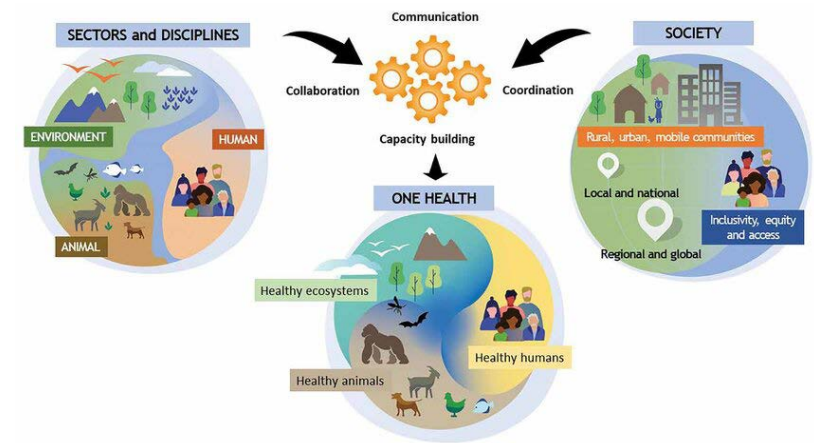 Communication
SECTORS and DISCIPLINES
SOCIETY
Collaboration
Coordination
ENVIRONMENT
HUMAN
Rural, urban, mobile communities
Capacity building
Local and national
ONE HEALTH
Inclusivity, equity
and access
ANIMAL
Regional and global
Healthy ecosystems
Healthy humans
Healthy animals